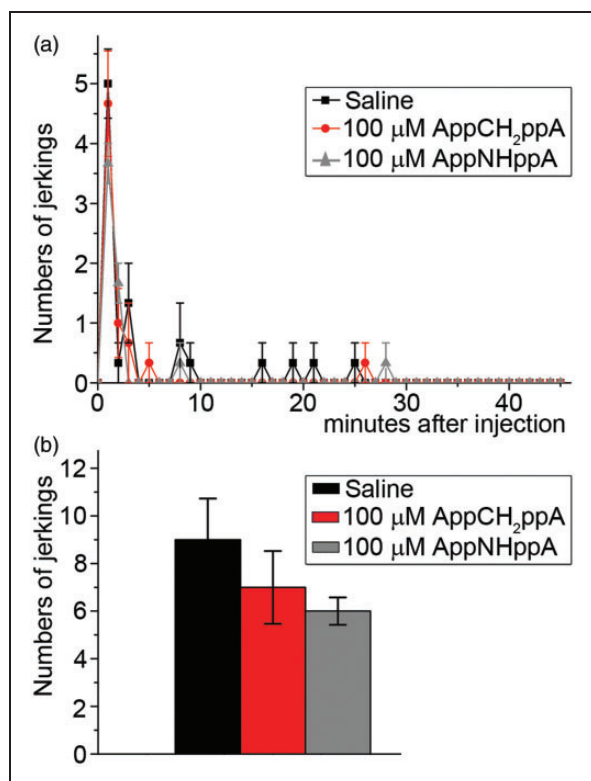 (a)
Numbers of jerkings
5
4
3
2
1
0
Saline
100 μM AppCH₂ppA
100 μM AppNHppA
0 10 20 30 40
minutes after injection
(b)
Numbers of jerkings
12
10
8
6
4
2
0
Saline
100 μM AppCH₂ppA
100 μM AppNHppA